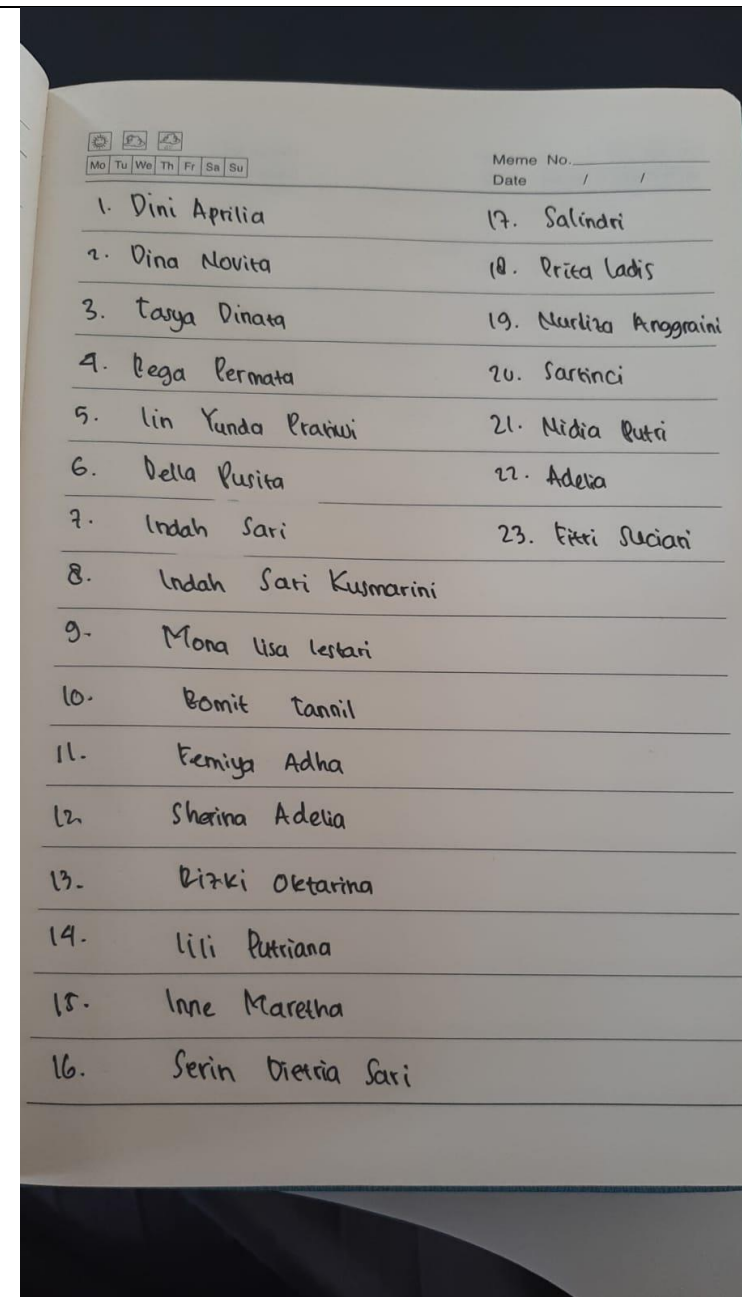 Mo Tu We Th Fr Sa Su
Meme No.
Date / /
1. Dini Aprilia
2. Dina Novita
3. Tasya Dinata
4. Rega Permata
5. Iin Yunda Pratiwi
6. Della Pusita
7. Indah Sari
8. Indah Sari Kusmarini
9. Mona Lisa Lestari
10. Romit Tannil
11. Femiya Adha
12. Sherina Adelia
13. Rizki Oktarina
14. Lili Putriana
15. Inne Maretha
16. Serin Dietria Sari
17. Salindri
18. Prita Ladis
19. Nurliza Anggraini
20. Sartinci
21. Nidia Putri
22. Adelia
23. Fitri Suciari